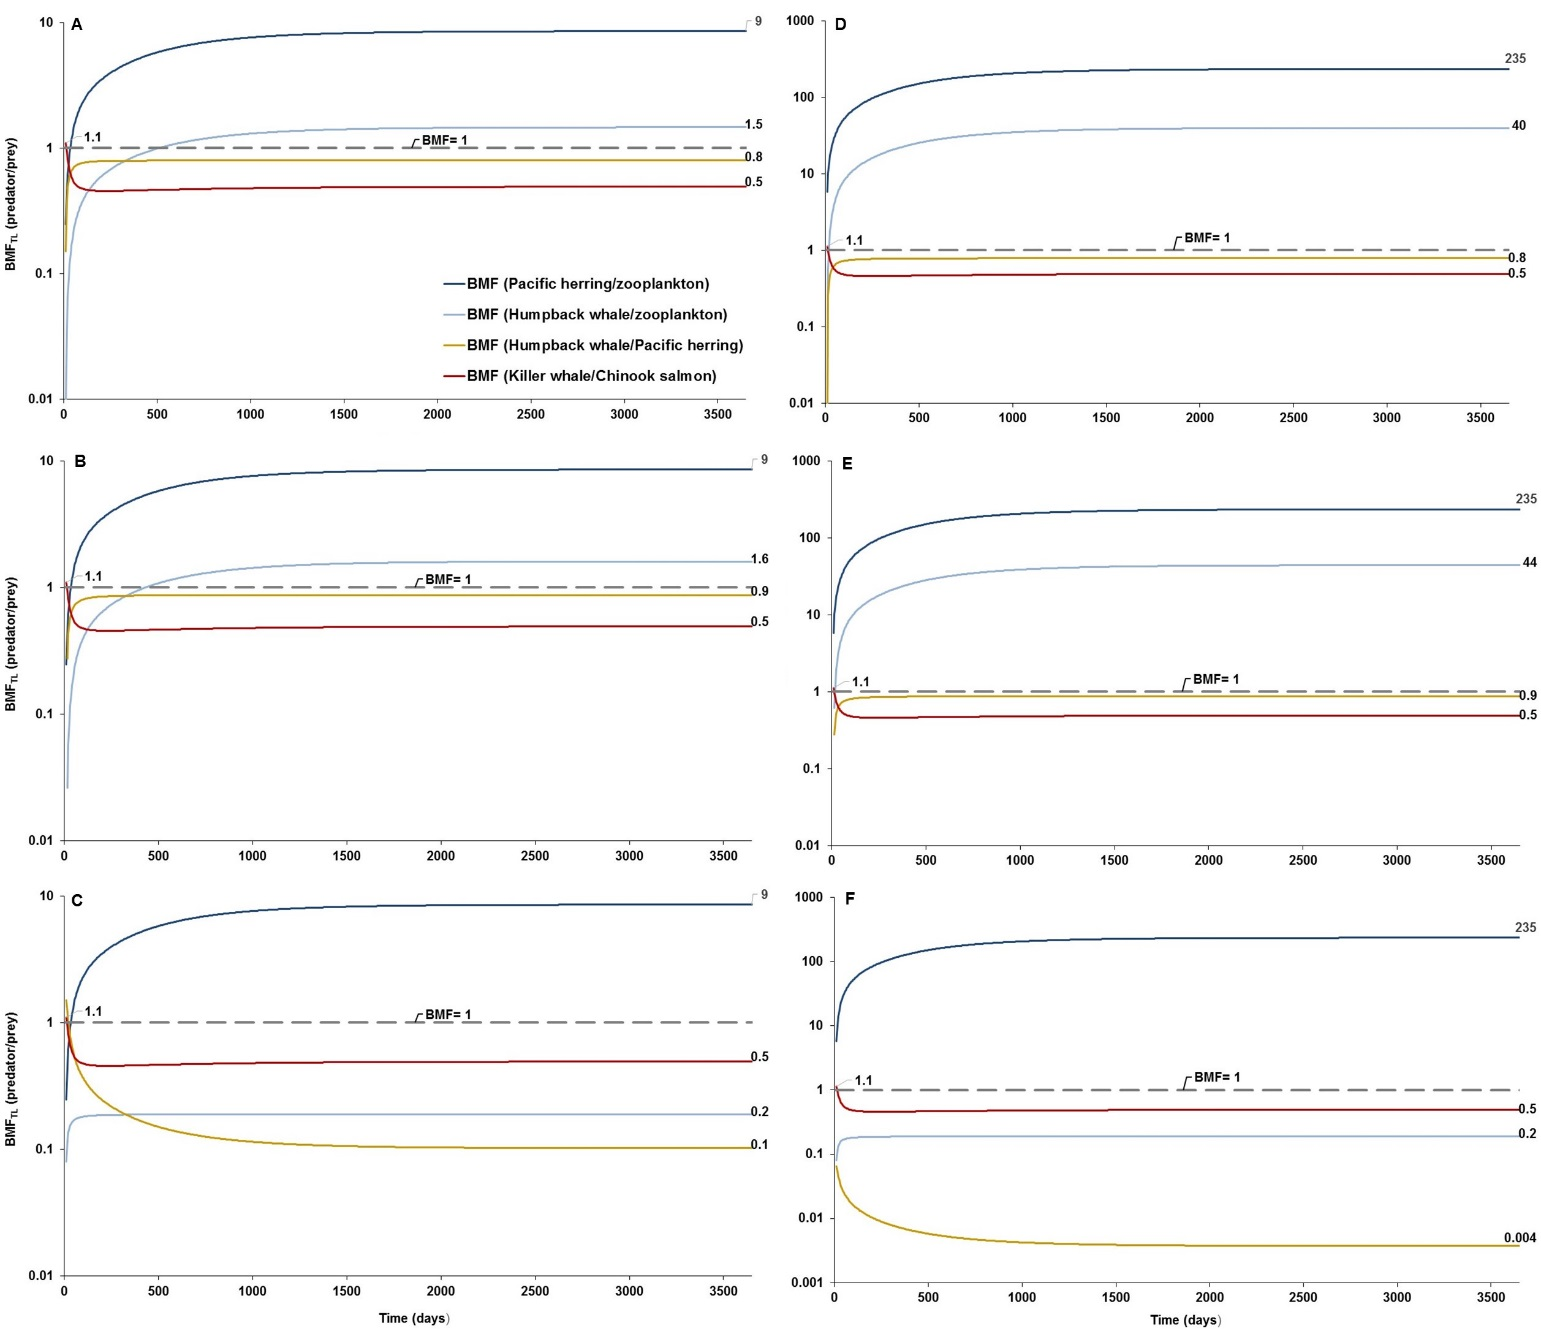 A
10
1
0.1
0.01
BMFTL (predator/prey)
9
1.1
BMF= 1
1.5
0.8
0.5
BMF (Pacific herring/zooplankton)
BMF (Humpback whale/zooplankton)
BMF (Humpback whale/Pacific herring)
BMF (Killer whale/Chinook salmon)
0 500 1000 1500 2000 2500 3000 3500
D
1000
100
10
1
0.1
0.01
235
40
1.1
BMF= 1
0.8
0.5
0 500 1000 1500 2000 2500 3000 3500
B
10
1
0.1
0.01
BMFTL (predator/prey)
9
1.1
BMF= 1
1.6
0.9
0.5
0 500 1000 1500 2000 2500 3000 3500
E
1000
100
10
1
0.1
0.01
235
44
1.1
BMF= 1
0.9
0.5
0 500 1000 1500 2000 2500 3000 3500
C
10
1
0.1
0.01
BMFTL (predator/prey)
9
1.1
BMF= 1
0.5
0.2
0.1
0 500 1000 1500 2000 2500 3000 3500
Time (days)
F
1000
100
10
1
0.1
0.01
0.001
235
1.1
BMF= 1
0.5
0.2
0.004
0 500 1000 1500 2000 2500 3000 3500
Time (days)